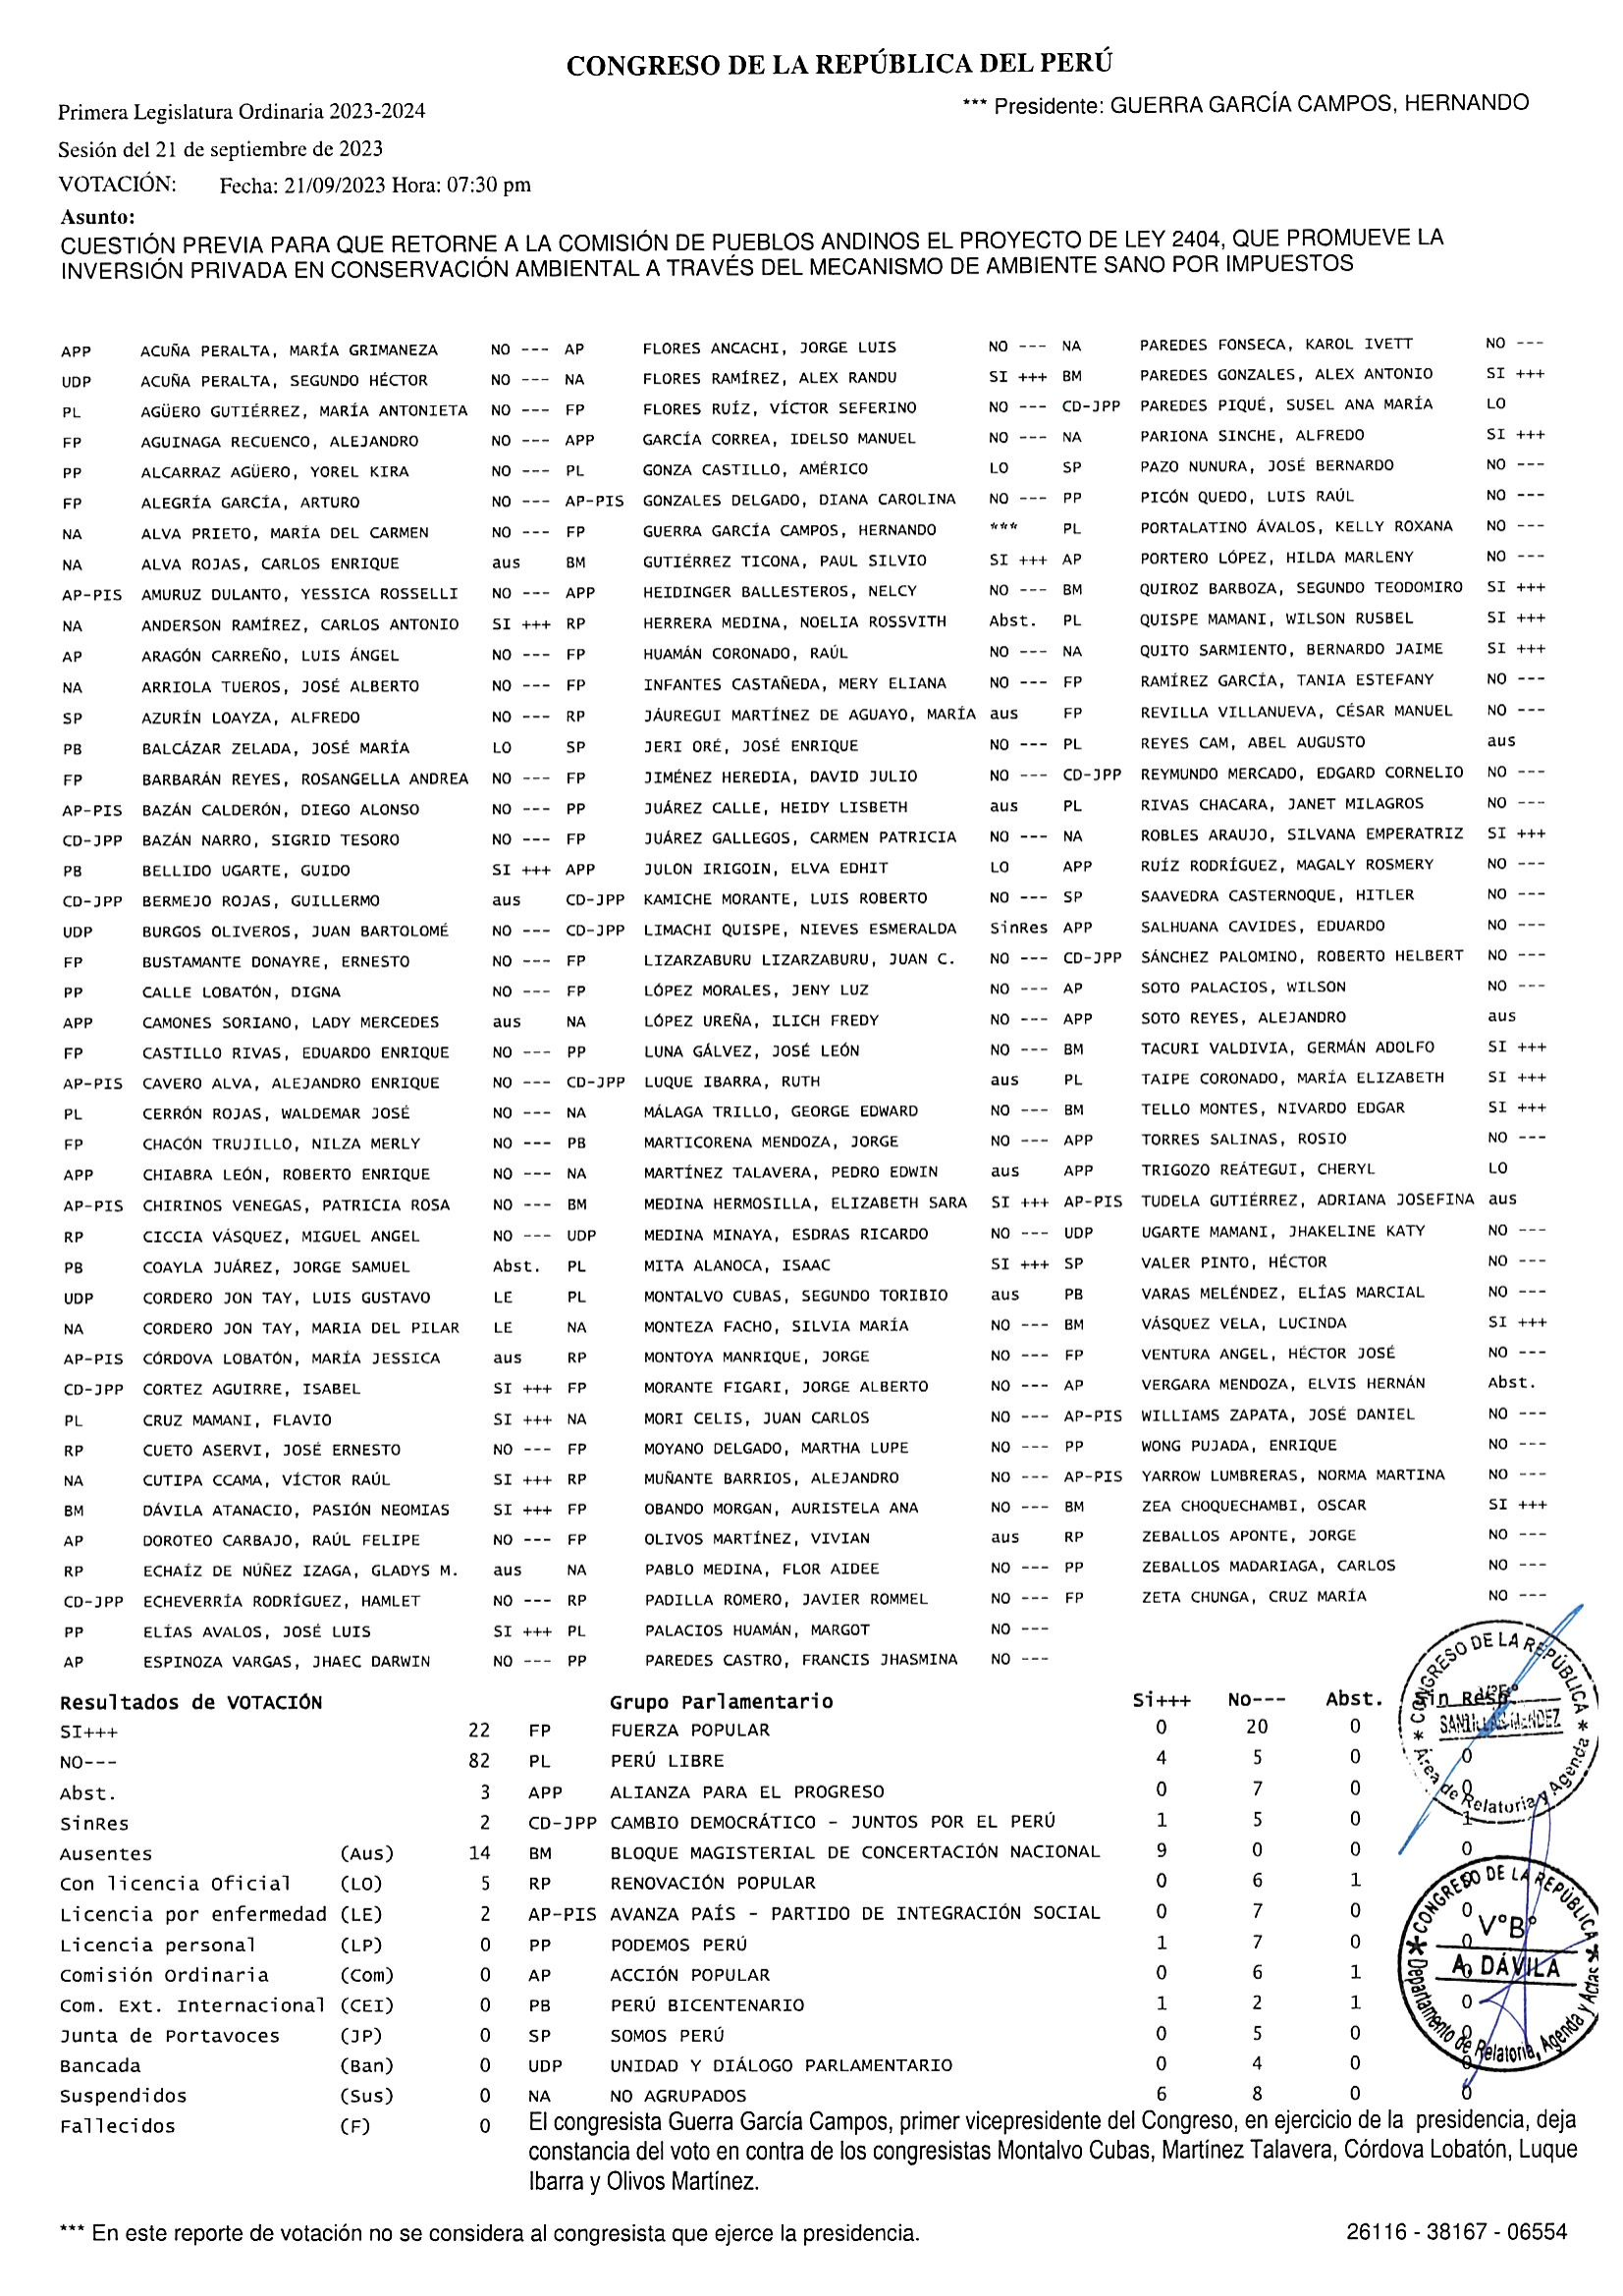 CONGRESO DE LA REPÚBLICA DEL PERÚ
Primera Legislatura Ordinaria 2023-2024 *** Presidente: GUERRA GARCÍA CAMPOS, HERNANDO
Sesión del 21 de septiembre de 2023
VOTACIÓN: Fecha: 21/09/2023 Hora: 07:30 pm
Asunto:
CUESTIÓN PREVIA PARA QUE RETORNE A LA COMISIÓN DE PUEBLOS ANDINOS EL PROYECTO DE LEY 2404, QUE PROMUEVE LA
INVERSIÓN PRIVADA EN CONSERVACIÓN AMBIENTAL A TRAVÉS DEL MECANISMO DE AMBIENTE SANO POR IMPUESTOS
APP ACUÑA PERALTA, MARÍA GRIMANEZA NO --- AP FLORES ANCACHI, JORGE LUIS NO --- NA PAREDES FONSECA, KAROL IVETT NO ---
UDP ACUÑA PERALTA, SEGUNDO HÉCTOR NO --- NA FLORES RAMÍREZ, ALEX RANDU SI +++ BM PAREDES GONZALES, ALEX ANTONIO SI +++
PL AGÜERO GUTIÉRREZ, MARÍA ANTONIETA NO --- FP FLORES RUÍZ, VÍCTOR SEFERINO NO --- CD-JPP PAREDES PIQUÉ, SUSEL ANA MARÍA LO
FP AGUINAGA RECUENCO, ALEJANDRO NO --- APP GARCÍA CORREA, IDELSO MANUEL NO --- NA PARIONA SINCHE, ALFREDO SI +++
PP ALCARRAZ AGÜERO, YOREL KIRA NO --- PL GONZA CASTILLO, AMÉRICO LO SP PAZO NUNURA, JOSÉ BERNARDO NO ---
FP ALEGRÍA GARCÍA, ARTURO NO --- AP-PIS GONZALES DELGADO, DIANA CAROLINA NO --- PP PICÓN QUEDO, LUIS RAÚL NO ---
NA ALVA PRIETO, MARÍA DEL CARMEN NO --- FP GUERRA GARCÍA CAMPOS, HERNANDO *** PL PORTALATINO ÁVALOS, KELLY ROXANA NO ---
NA ALVA ROJAS, CARLOS ENRIQUE aus BM GUTIÉRREZ TICONA, PAUL SILVIO SI +++ AP PORTERO LÓPEZ, HILDA MARLENY NO ---
AP-PIS AMURUZ DULANTO, YESSICA ROSSELLI NO --- APP HEIDINGER BALLESTEROS, NELCY NO --- BM QUIROZ BARBOZA, SEGUNDO TEODOMIRO SI +++
NA ANDERSON RAMÍREZ, CARLOS ANTONIO SI +++ RP HERRERA MEDINA, NOELIA ROSSVITH Abst. PL QUISPE MAMANI, WILSON RUSBEL SI +++
AP ARAGÓN CARREÑO, LUIS ÁNGEL NO --- FP HUAMÁN CORONADO, RAÚL NO --- NA QUITO SARMIENTO, BERNARDO JAIME SI +++
NA ARRIOLA TUEROS, JOSÉ ALBERTO NO --- FP INFANTES CASTAÑEDA, MERY ELIANA NO --- FP RAMÍREZ GARCÍA, TANIA ESTEFANY NO ---
SP AZURÍN LOAYZA, ALFREDO NO --- RP JÁUREGUI MARTÍNEZ DE AGUAYO, MARÍA aus FP REVILLA VILLANUEVA, CÉSAR MANUEL NO ---
PB BALCÁZAR ZELADA, JOSÉ MARÍA LO SP JERI ORÉ, JOSÉ ENRIQUE NO --- PL REYES CAM, ABEL AUGUSTO aus
FP BARBARÁN REYES, ROSANGELLA ANDREA NO --- FP JIMÉNEZ HEREDIA, DAVID JULIO NO --- CD-JPP REYMUNDO MERCADO, EDGARD CORNELIO NO ---
AP-PIS BAZÁN CALDERÓN, DIEGO ALONSO NO --- PP JUÁREZ CALLE, HEIDY LISBETH aus PL RIVAS CHACARA, JANET MILAGROS NO ---
CD-JPP BAZÁN NARRO, SIGRID TESORO NO --- FP JUÁREZ GALLEGOS, CARMEN PATRICIA NO --- NA ROBLES ARAUJO, SILVANA EMPERATRIZ SI +++
PB BELLIDO UGARTE, GUIDO SI +++ APP JULON IRIGOIN, ELVA EDHIT LO APP RUÍZ RODRÍGUEZ, MAGALY ROSMERY NO ---
CD-JPP BERMEJO ROJAS, GUILLERMO aus CD-JPP KAMICHE MORANTE, LUIS ROBERTO NO --- SP SAAVEDRA CASTERNOQUE, HITLER NO ---
UDP BURGOS OLIVEROS, JUAN BARTOLOMÉ NO --- CD-JPP LIMACHI QUISPE, NIEVES ESMERALDA SinRes APP SALHUANA CAVIDES, EDUARDO NO ---
FP BUSTAMANTE DONAYRE, ERNESTO NO --- FP LIZARZABURU LIZARZABURU, JUAN C. NO --- CD-JPP SÁNCHEZ PALOMINO, ROBERTO HELBERT NO ---
PP CALLE LOBATÓN, DIGNA NO --- FP LÓPEZ MORALES, JENY LUZ NO --- AP SOTO PALACIOS, WILSON NO ---
APP CAMONES SORIANO, LADY MERCEDES aus NA LÓPEZ UREÑA, ILICH FREDY NO --- APP SOTO REYES, ALEJANDRO aus
FP CASTILLO RIVAS, EDUARDO ENRIQUE NO --- PP LUNA GÁLVEZ, JOSÉ LEÓN NO --- BM TACURI VALDIVIA, GERMÁN ADOLFO SI +++
AP-PIS CAVERO ALVA, ALEJANDRO ENRIQUE NO --- CD-JPP LUQUE IBARRA, RUTH aus PL TAIPE CORONADO, MARÍA ELIZABETH SI +++
PL CERRÓN ROJAS, WALDEMAR JOSÉ NO --- NA MÁLAGA TRILLO, GEORGE EDWARD NO --- BM TELLO MONTES, NIVARDO EDGAR SI +++
FP CHACÓN TRUJILLO, NILZA MERLY NO --- PB MARTICORENA MENDOZA, JORGE NO --- APP TORRES SALINAS, ROSIO NO ---
APP CHIABRA LEÓN, ROBERTO ENRIQUE NO --- NA MARTÍNEZ TALAVERA, PEDRO EDWIN aus APP TRIGOZO REÁTEGUI, CHERYL LO
AP-PIS CHIRINOS VENEGAS, PATRICIA ROSA NO --- BM MEDINA HERMOSILLA, ELIZABETH SARA SI +++ AP-PIS TUDELA GUTIÉRREZ, ADRIANA JOSEFINA aus
RP CICCIA VÁSQUEZ, MIGUEL ANGEL NO --- UDP MEDINA MINAYA, ESDRAS RICARDO NO --- UDP UGARTE MAMANI, JHAKELINE KATY NO ---
PB COAYLA JUÁREZ, JORGE SAMUEL Abst. PL MITA ALANOCA, ISAAC SI +++ SP VALER PINTO, HÉCTOR NO ---
UDP CORDERO JON TAY, LUIS GUSTAVO LE PL MONTALVO CUBAS, SEGUNDO TORIBIO aus PB VARAS MELÉNDEZ, ELÍAS MARCIAL NO ---
NA CORDERO JON TAY, MARIA DEL PILAR LE NA MONTEZA FACHO, SILVIA MARÍA NO --- BM VÁSQUEZ VELA, LUCINDA SI +++
AP-PIS CÓRDOVA LOBATÓN, MARÍA JESSICA aus RP MONTOYA MANRIQUE, JORGE NO --- FP VENTURA ANGEL, HÉCTOR JOSÉ NO ---
CD-JPP CORTEZ AGUIRRE, ISABEL SI +++ FP MORANTE FIGARI, JORGE ALBERTO NO --- AP VERGARA MENDOZA, ELVIS HERNÁN Abst.
PL CRUZ MAMANI, FLAVIO SI +++ NA MORI CELIS, JUAN CARLOS NO --- AP-PIS WILLIAMS ZAPATA, JOSÉ DANIEL NO ---
RP CUETO ASERVI, JOSÉ ERNESTO NO --- FP MOYANO DELGADO, MARTHA LUPE NO --- PP WONG PUJADA, ENRIQUE NO ---
NA CUTIPA CCAMA, VÍCTOR RAÚL SI +++ RP MUÑANTE BARRIOS, ALEJANDRO NO --- AP-PIS YARROW LUMBRERAS, NORMA MARTINA NO ---
BM DÁVILA ATANACIO, PASIÓN NEOMIAS SI +++ FP OBANDO MORGAN, AURISTELA ANA NO --- BM ZEA CHOQUECHAMBI, OSCAR SI +++
AP DOROTEO CARBAJO, RAÚL FELIPE NO --- FP OLIVOS MARTÍNEZ, VIVIAN aus RP ZEBALLOS APONTE, JORGE NO ---
RP ECHAÍZ DE NÚÑEZ IZAGA, GLADYS M. aus NA PABLO MEDINA, FLOR AIDEE NO --- PP ZEBALLOS MADARIAGA, CARLOS NO ---
CD-JPP ECHEVERRÍA RODRÍGUEZ, HAMLET NO --- RP PADILLA ROMERO, JAVIER ROMMEL NO --- FP ZETA CHUNGA, CRUZ MARÍA NO ---
PP ELÍAS AVALOS, JOSÉ LUIS SI +++ PL PALACIOS HUAMÁN, MARGOT NO ---
AP ESPINOZA VARGAS, JHAEC DARWIN NO --- PP PAREDES CASTRO, FRANCIS JHASMINA NO ---
Resultados de VOTACIÓN Grupo Parlamentario Si+++ No--- Abst. Sin Resp.
SI+++ 22 FP FUERZA POPULAR 0 20 0
NO--- 82 PL PERÚ LIBRE 4 5 0 0
Abst. 3 APP ALIANZA PARA EL PROGRESO 0 7 0 0
SinRes 2 CD-JPP CAMBIO DEMOCRÁTICO - JUNTOS POR EL PERÚ 1 5 0 1
Ausentes (Aus) 14 BM BLOQUE MAGISTERIAL DE CONCERTACIÓN NACIONAL 9 0 0 0
Con licencia Oficial (LO) 5 RP RENOVACIÓN POPULAR 0 6 1 0
Licencia por enfermedad (LE) 2 AP-PIS AVANZA PAÍS - PARTIDO DE INTEGRACIÓN SOCIAL 0 7 0 0
Licencia personal (LP) 0 PP PODEMOS PERÚ 1 7 0 0
Comisión Ordinaria (Com) 0 AP ACCIÓN POPULAR 0 6 1 0
Com. Ext. Internacional (CEI) 0 PB PERÚ BICENTENARIO 1 2 1 0
Junta de Portavoces (JP) 0 SP SOMOS PERÚ 0 5 0 0
Bancada (Ban) 0 UDP UNIDAD Y DIÁLOGO PARLAMENTARIO 0 4 0 0
Suspendidos (Sus) 0 NA NO AGRUPADOS 6 8 0 0
Fallecidos (F) 0
El congresista Guerra García Campos, primer vicepresidente del Congreso, en ejercicio de la presidencia, deja
constancia del voto en contra de los congresistas Montalvo Cubas, Martínez Talavera, Córdova Lobatón, Luque
Ibarra y Olivos Martínez.
CONGRESO DE LA REPÚBLICA
Área de Relatoria y Agenda
CONGRESO DE LA REPÚBLICA
V°B°
A. DÁVILA
Departamento de Relatoria, Agenda y Actas
*** En este reporte de votación no se considera al congresista que ejerce la presidencia. 26116 - 38167 - 06554